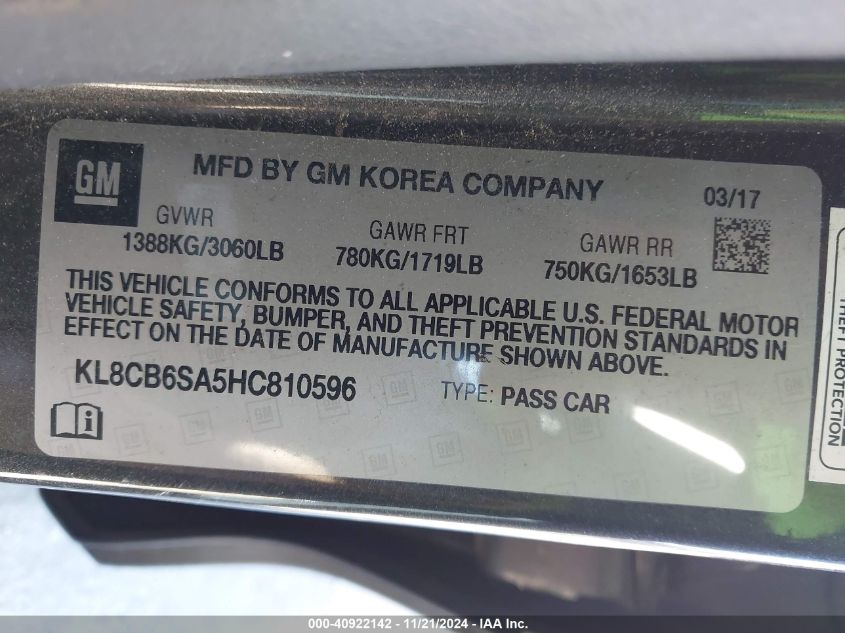 GM
MFD BY GM KOREA COMPANY
03/17
GVWR
1388KG/3060LB
GAWR FRT
780KG/1719LB
GAWR RR
750KG/1653LB
THIS VEHICLE CONFORMS TO ALL APPLICABLE U.S. FEDERAL MOTOR
VEHICLE SAFETY, BUMPER, AND THEFT PREVENTION STANDARDS IN
EFFECT ON THE DATE OF MANUFACTURE SHOWN ABOVE.
KL8CB6SA5HC810596
TYPE: PASS CAR
THEFT PROTECTION
000-40922142 - 11/21/2024 - IAA Inc.